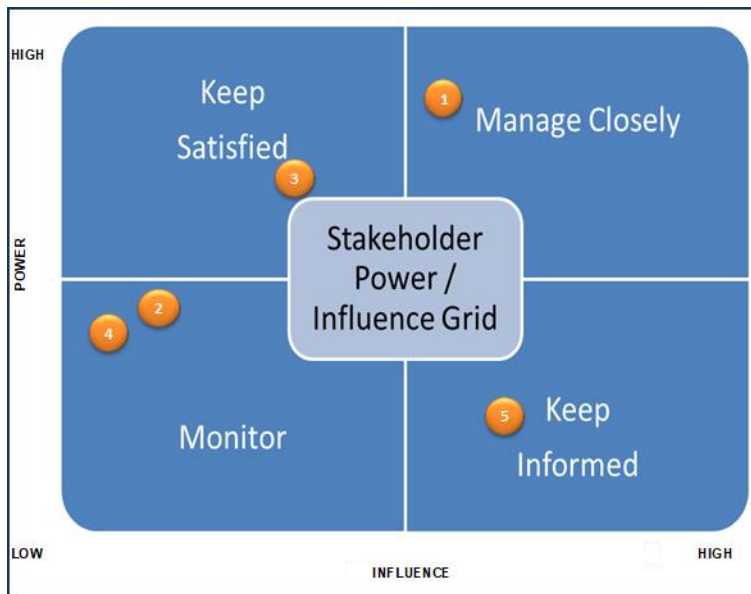 HIGH
Keep
Satisfied
1
Manage Closely
3
Stakeholder
Power /
Influence Grid
POWER
2
4
Monitor
5
Keep
Informed
LOW
HIGH
INFLUENCE